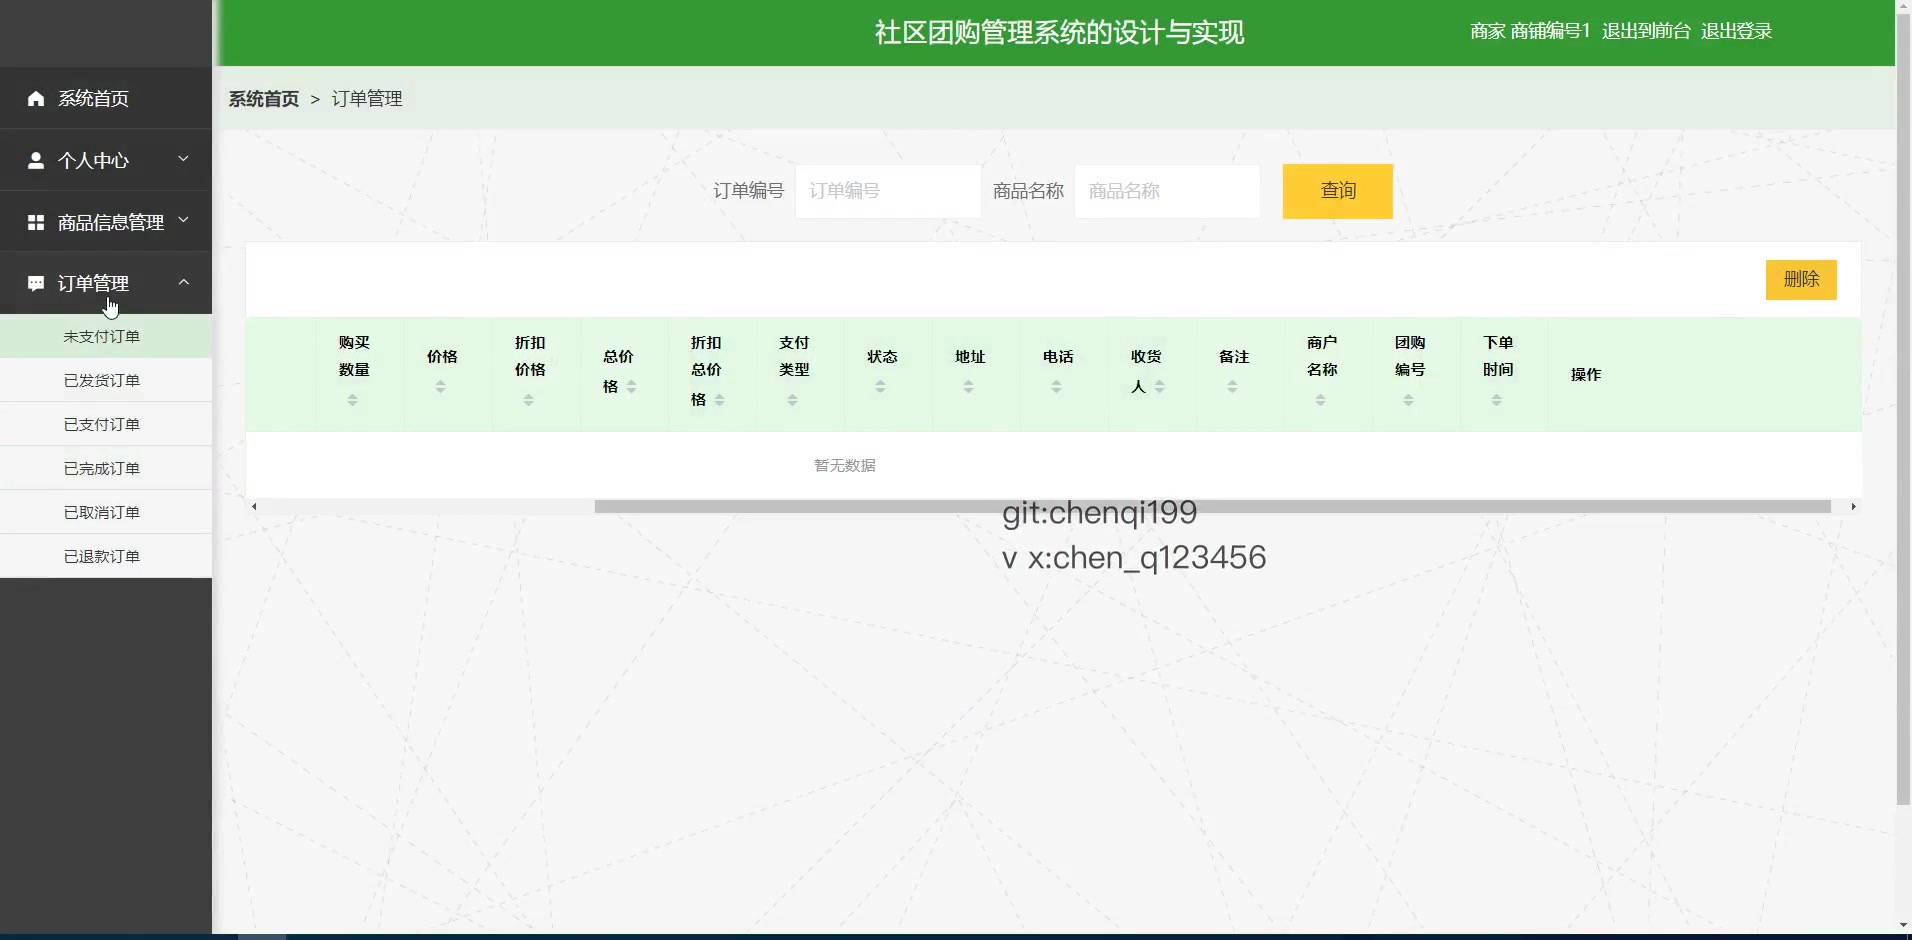 社区团购管理系统的设计与实现
商家 商铺编号1 退出到前台 退出登录
系统首页
个人中心
商品信息管理
订单管理
未支付订单
已发货订单
已支付订单
已完成订单
已取消订单
已退款订单
系统首页 > 订单管理
订单编号 订单编号 商品名称 商品名称 查询
删除
购买数量 价格 折扣价格 总价格 折扣总价格 支付类型 状态 地址 电话 收货人 备注 商户名称 团购编号 下单时间 操作
暂无数据
git:chenqi199
v x:chen_q123456